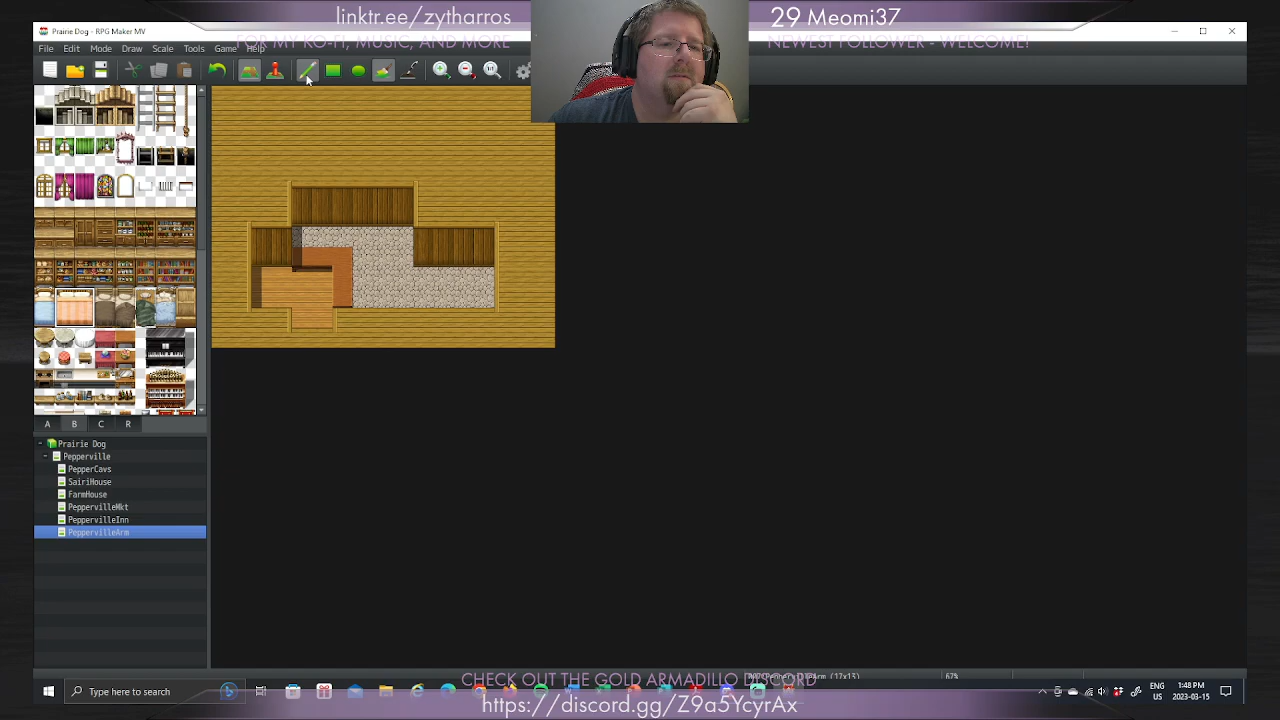 linktr.ee/zytharros
FOR MY KO-FI, MUSIC, AND MORE
29 Meomi37
NEWEST FOLLOWER - WELCOME!
Prairie Dog - RPG Maker MV
File Edit Mode Draw Scale Tools Game Help
A B C R
Prairie Dog
Pepperville
PepperCavs
SairiHouse
FarmHouse
PeppervilleMkt
PeppervilleInn
PeppervilleArm
(17x13)
67%
CHECK OUT THE GOLD ARMADILLO DISCORD
https://discord.gg/Z9a5YcyrAx
Type here to search
ENG
US
1:48 PM
2023-03-15